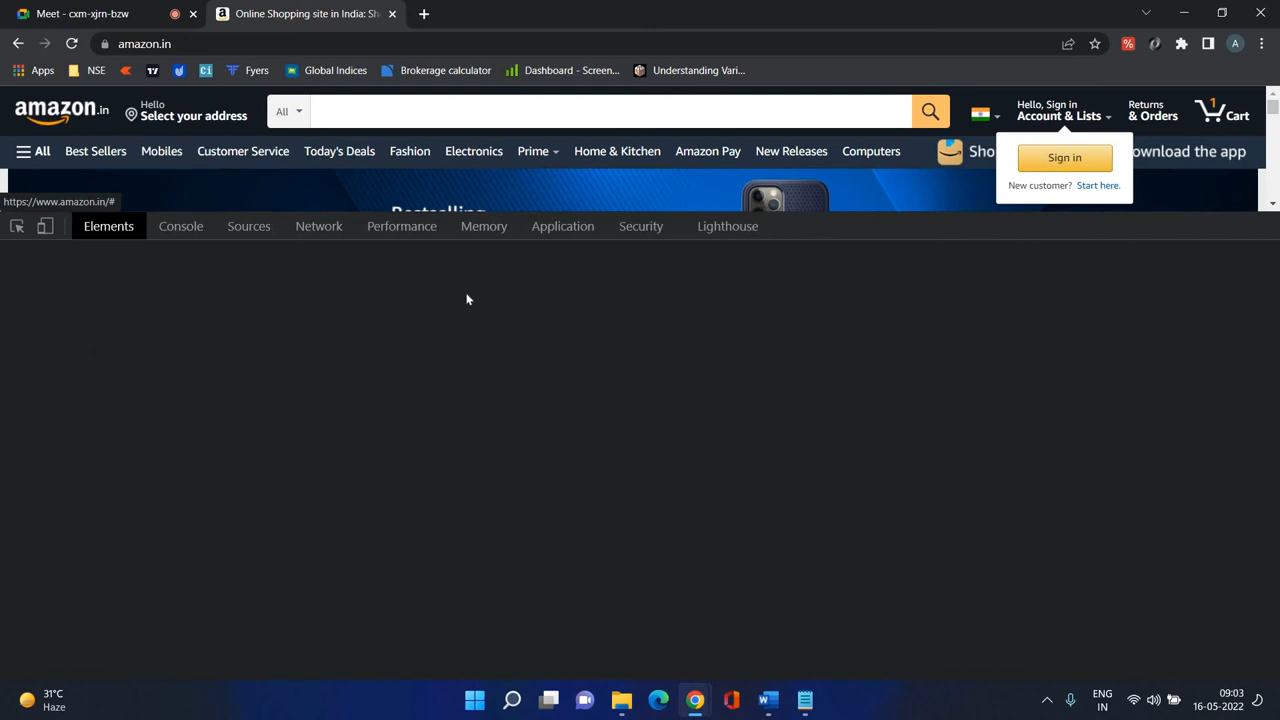 Meet - cxm-xjrn-bzw
Online Shopping site in India: Sh
amazon.in
Apps NSE Fyers Global Indices Brokerage calculator Dashboard - Screen... Understanding Vari...
amazon.in
Hello
Select your address
All
Hello, Sign in
Account & Lists
Returns
& Orders
1
Cart
All Best Sellers Mobiles Customer Service Today's Deals Fashion Electronics Prime Home & Kitchen Amazon Pay New Releases Computers Sho ownload the app
Sign in
New customer? Start here.
https://www.amazon.in/#
Elements Console Sources Network Performance Memory Application Security Lighthouse
31°C
Haze
ENG
IN
09:03
16-05-2022